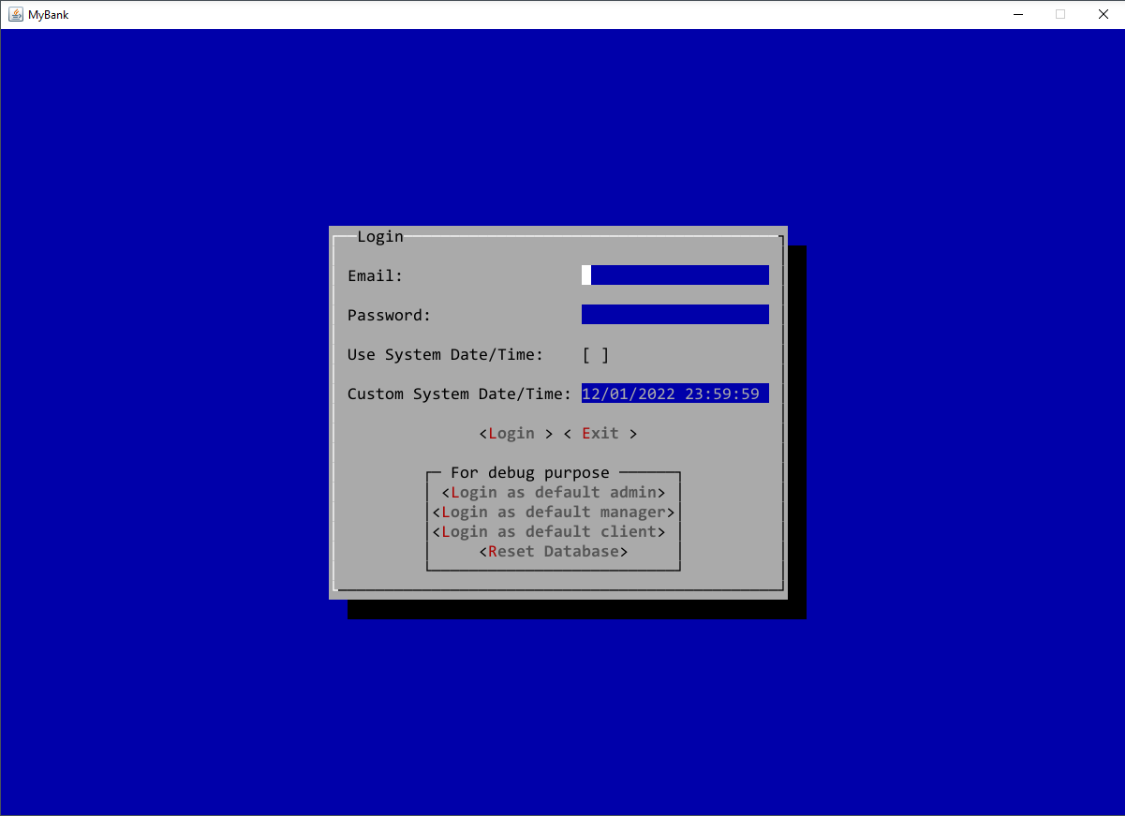 MyBank
Login
Email:
Password:
Use System Date/Time: [ ]
Custom System Date/Time: 12/01/2022 23:59:59
<Login > < Exit >
For debug purpose
<Login as default admin>
<Login as default manager>
<Login as default client>
<Reset Database>